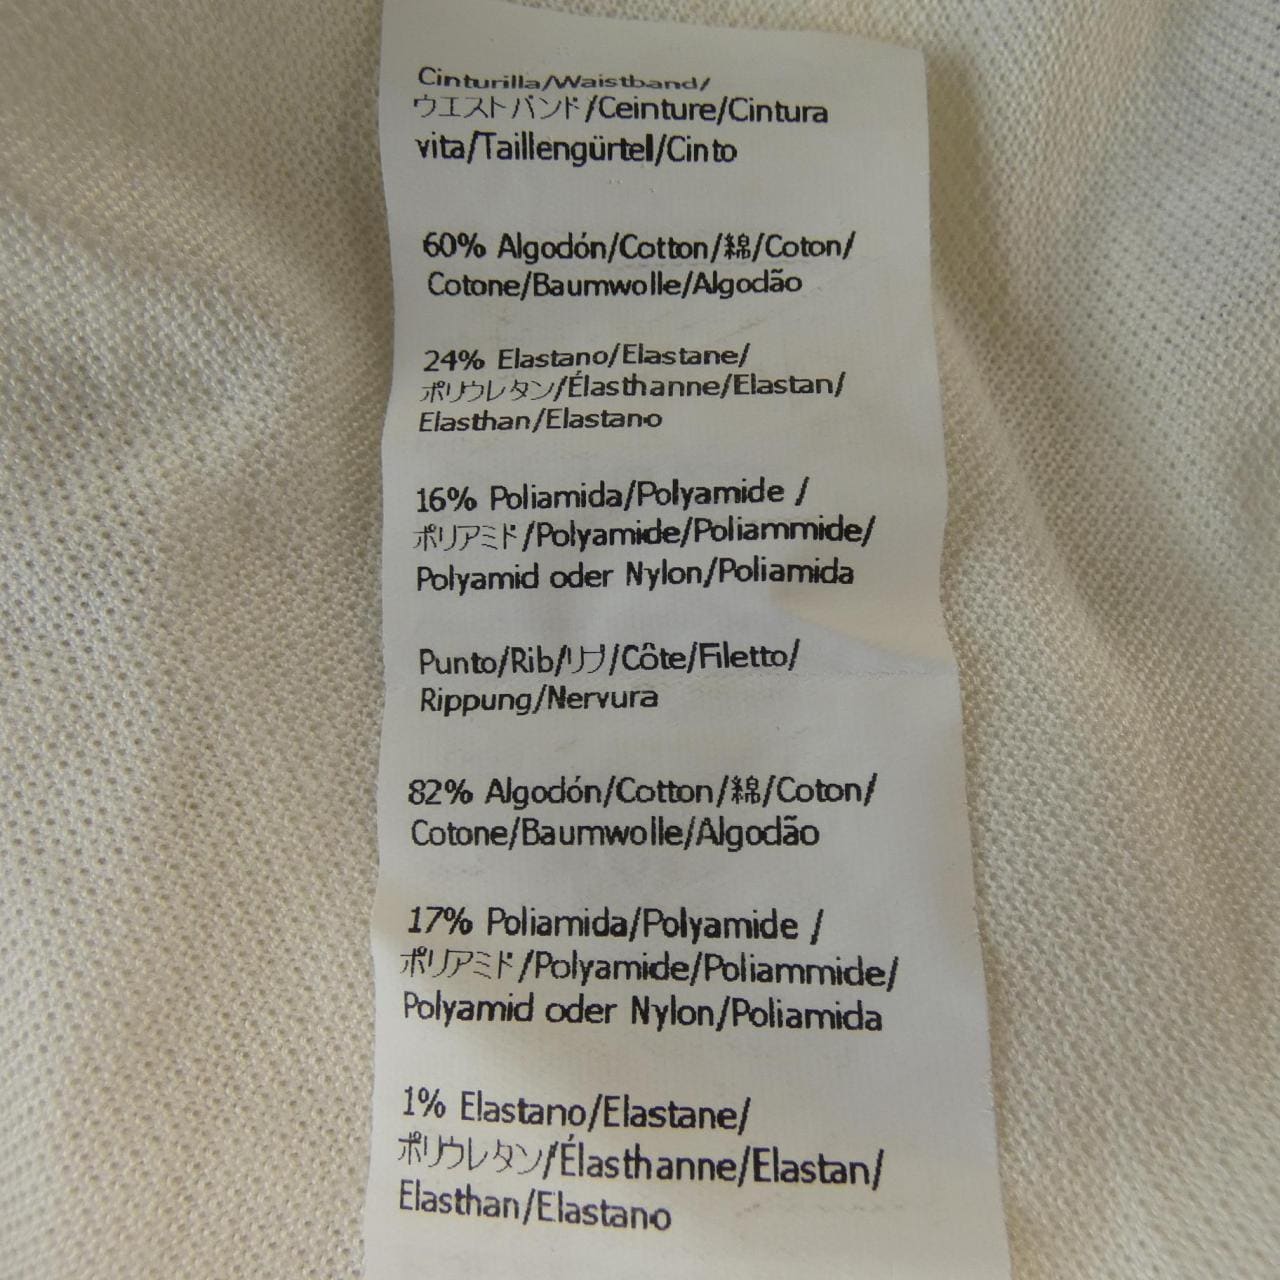 Cinturilla/Waistband/
ウエストバンド/Ceinture/Cintura
vita/Taillengürtel/Cinto
60% Algodón/Cotton/綿/Coton/
Cotone/Baumwolle/Algodão
24% Elastano/Elastane/
ポリウレタン/Élasthanne/Elastan/
Elasthan/Elastano
16% Poliamida/Polyamide /
ポリアミド/Polyamide/Poliammide/
Polyamid oder Nylon/Poliamida
Punto/Rib/リブ/Côte/Filetto/
Rippung/Nervura
82% Algodón/Cotton/綿/Coton/
Cotone/Baumwolle/Algodão
17% Poliamida/Polyamide /
ポリアミド/Polyamide/Poliammide/
Polyamid oder Nylon/Poliamida
1% Elastano/Elastane/
ポリウレタン/Élasthanne/Elastan/
Elasthan/Elastano